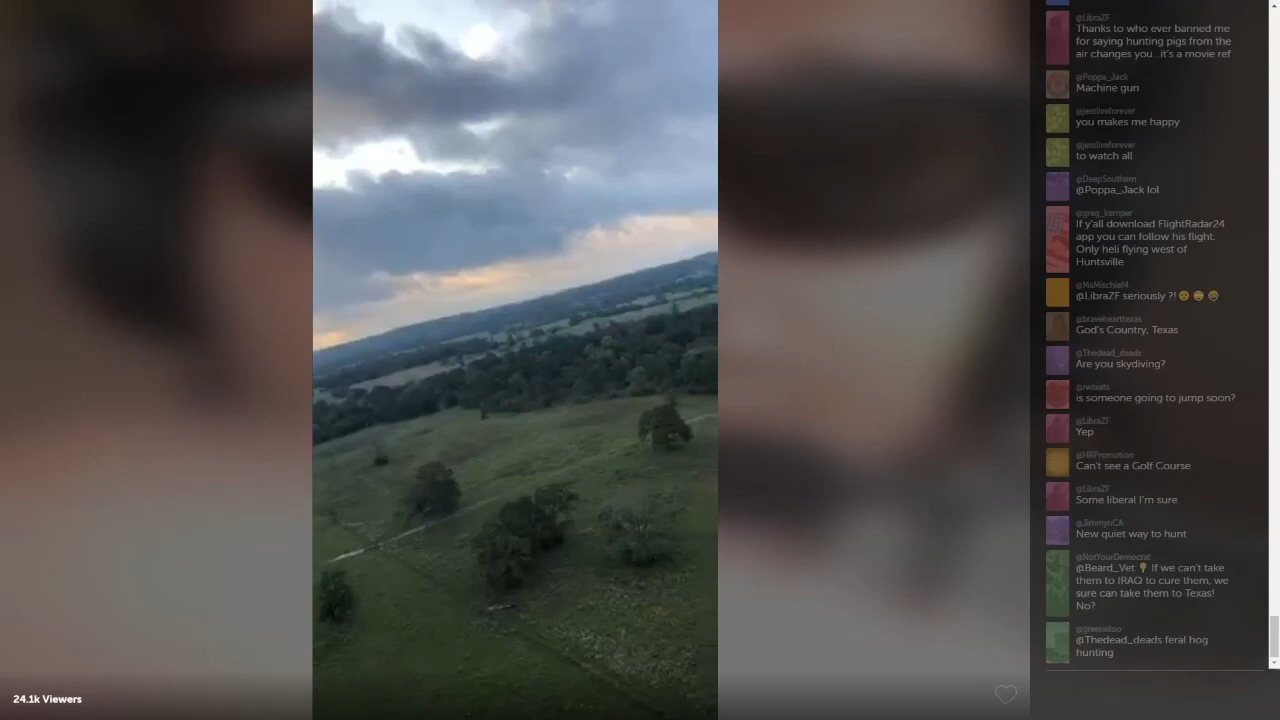 @LibraZF
Thanks to who ever banned me
for saying hunting pigs from the
air changes you ..it's a movie ref
@Poppa_Jack
Machine gun
@jessliveforever
you makes me happy
@jessliveforever
to watch all
@DeepSouthern
@Poppa_Jack lol
@greg_kemper
If y'all download FlightRadar24
app you can follow his flight.
Only heli flying west of
Huntsville
@MsMischief4
@LibraZF seriously ?!😟🙄😂
@bravehearttexas
God's Country, Texas
@Thedead_deads
Are you skydiving?
@rwbiats
is someone going to jump soon?
@LibraZF
Yep
@HRPromotion
Can't see a Golf Course
@LibraZF
Some liberal I'm sure
@JimmynCA
New quiet way to hunt
@NotYourDemocrat
@Beard_Vet 👇 If we can't take
them to IRAQ to cure them, we
sure can take them to Texas!
No?
@greenietoo
@Thedead_deads feral hog
hunting
24.1k Viewers